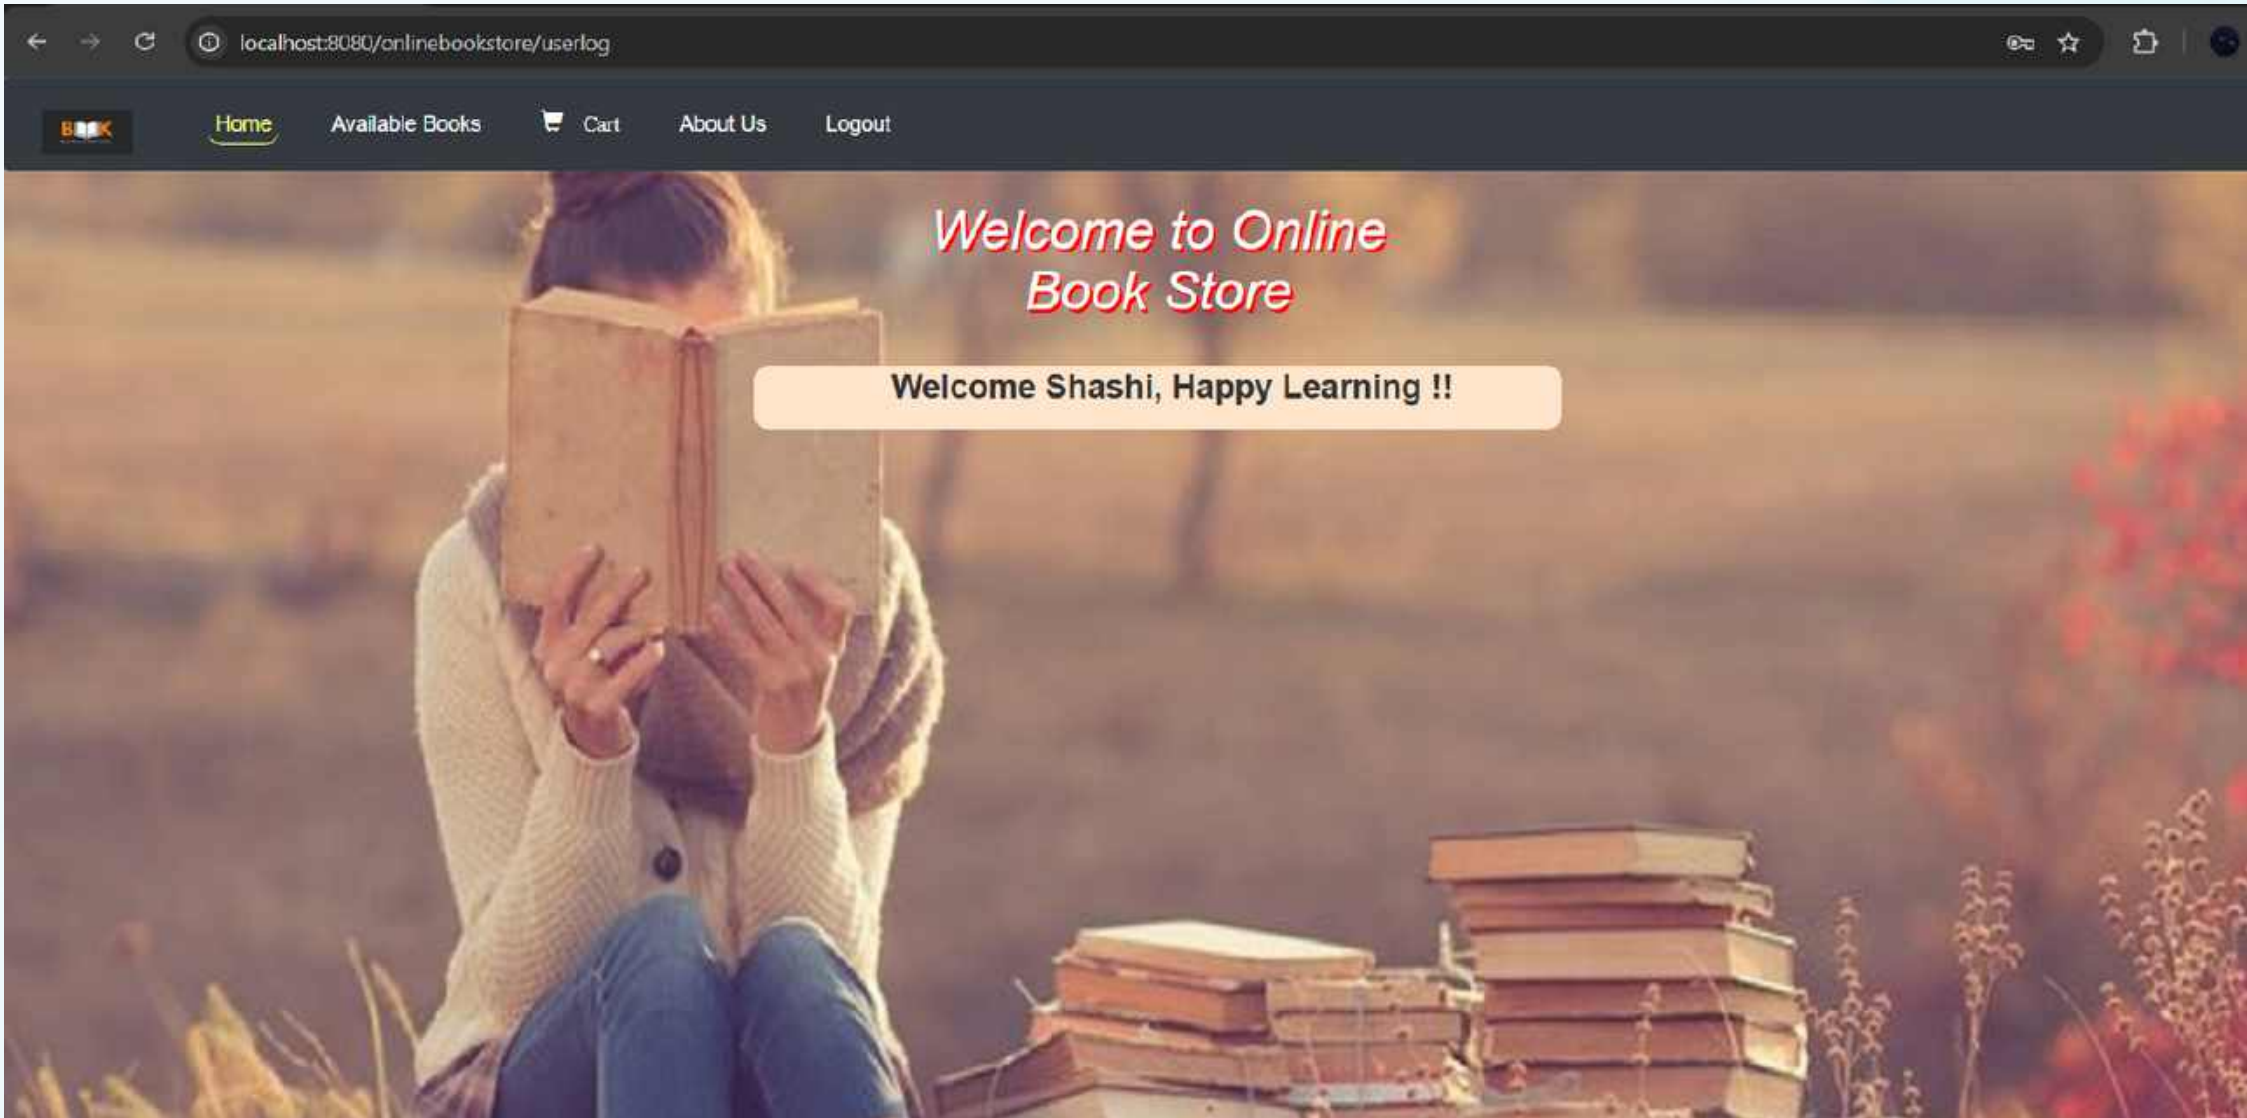 localhost:8080/onlinebookstore/userlog
BOOK
Home Available Books Cart About Us Logout
Welcome to Online
Book Store
Welcome Shashi, Happy Learning !!